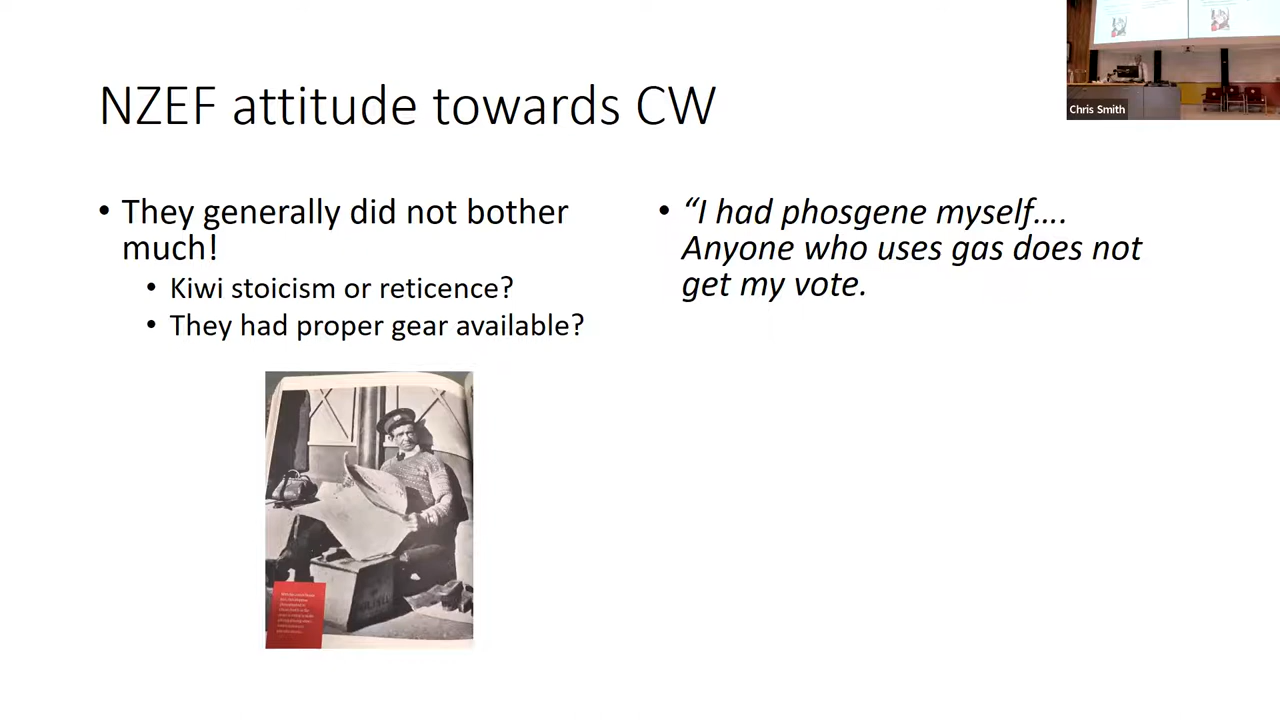 NZEF attitude towards CW
Chris Smith
• They generally did not bother
much!
• Kiwi stoicism or reticence?
• They had proper gear available?
• “I had phosgene myself….
Anyone who uses gas does not
get my vote.